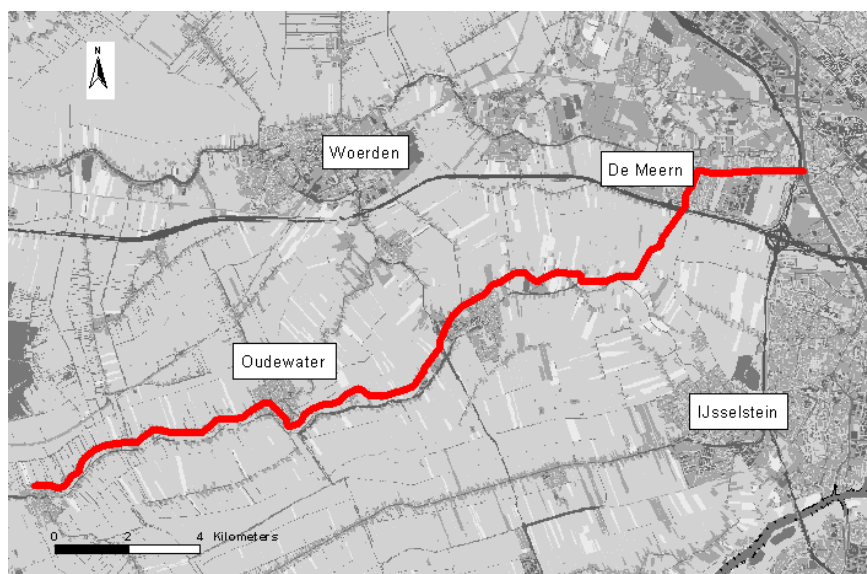 N
Woerden
De Meern
Oudewater
IJsselstein
0 2 4 Kilometers